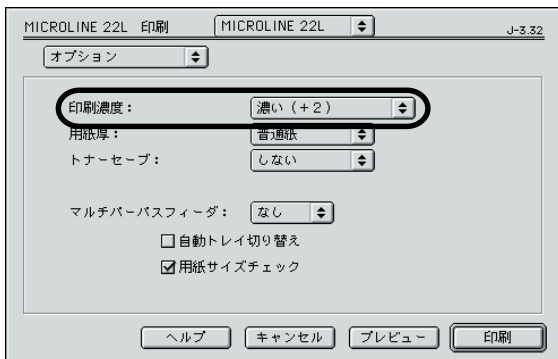 MICROLINE 22L 印刷 MICROLINE 22L J-3.32
オプション
印刷濃度： 濃い（+2）
用紙厚： 普通紙
トナーセーブ： しない
マルチパーパスフィーダ： なし
自動トレイ切り替え
用紙サイズチェック
ヘルプ キャンセル プレビュー 印刷